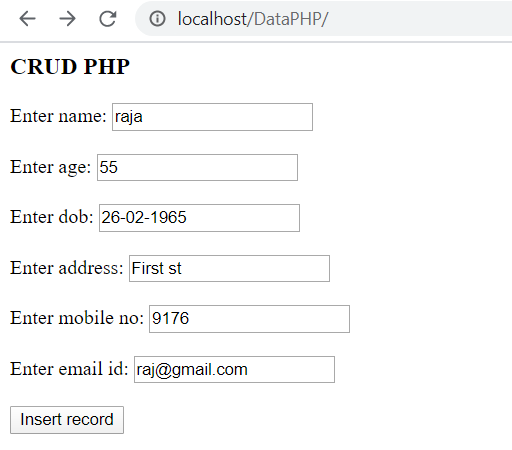 localhost/DataPHP/
CRUD PHP
Enter name: raja
Enter age: 55
Enter dob: 26-02-1965
Enter address: First st
Enter mobile no: 9176
Enter email id: raj@gmail.com
Insert record